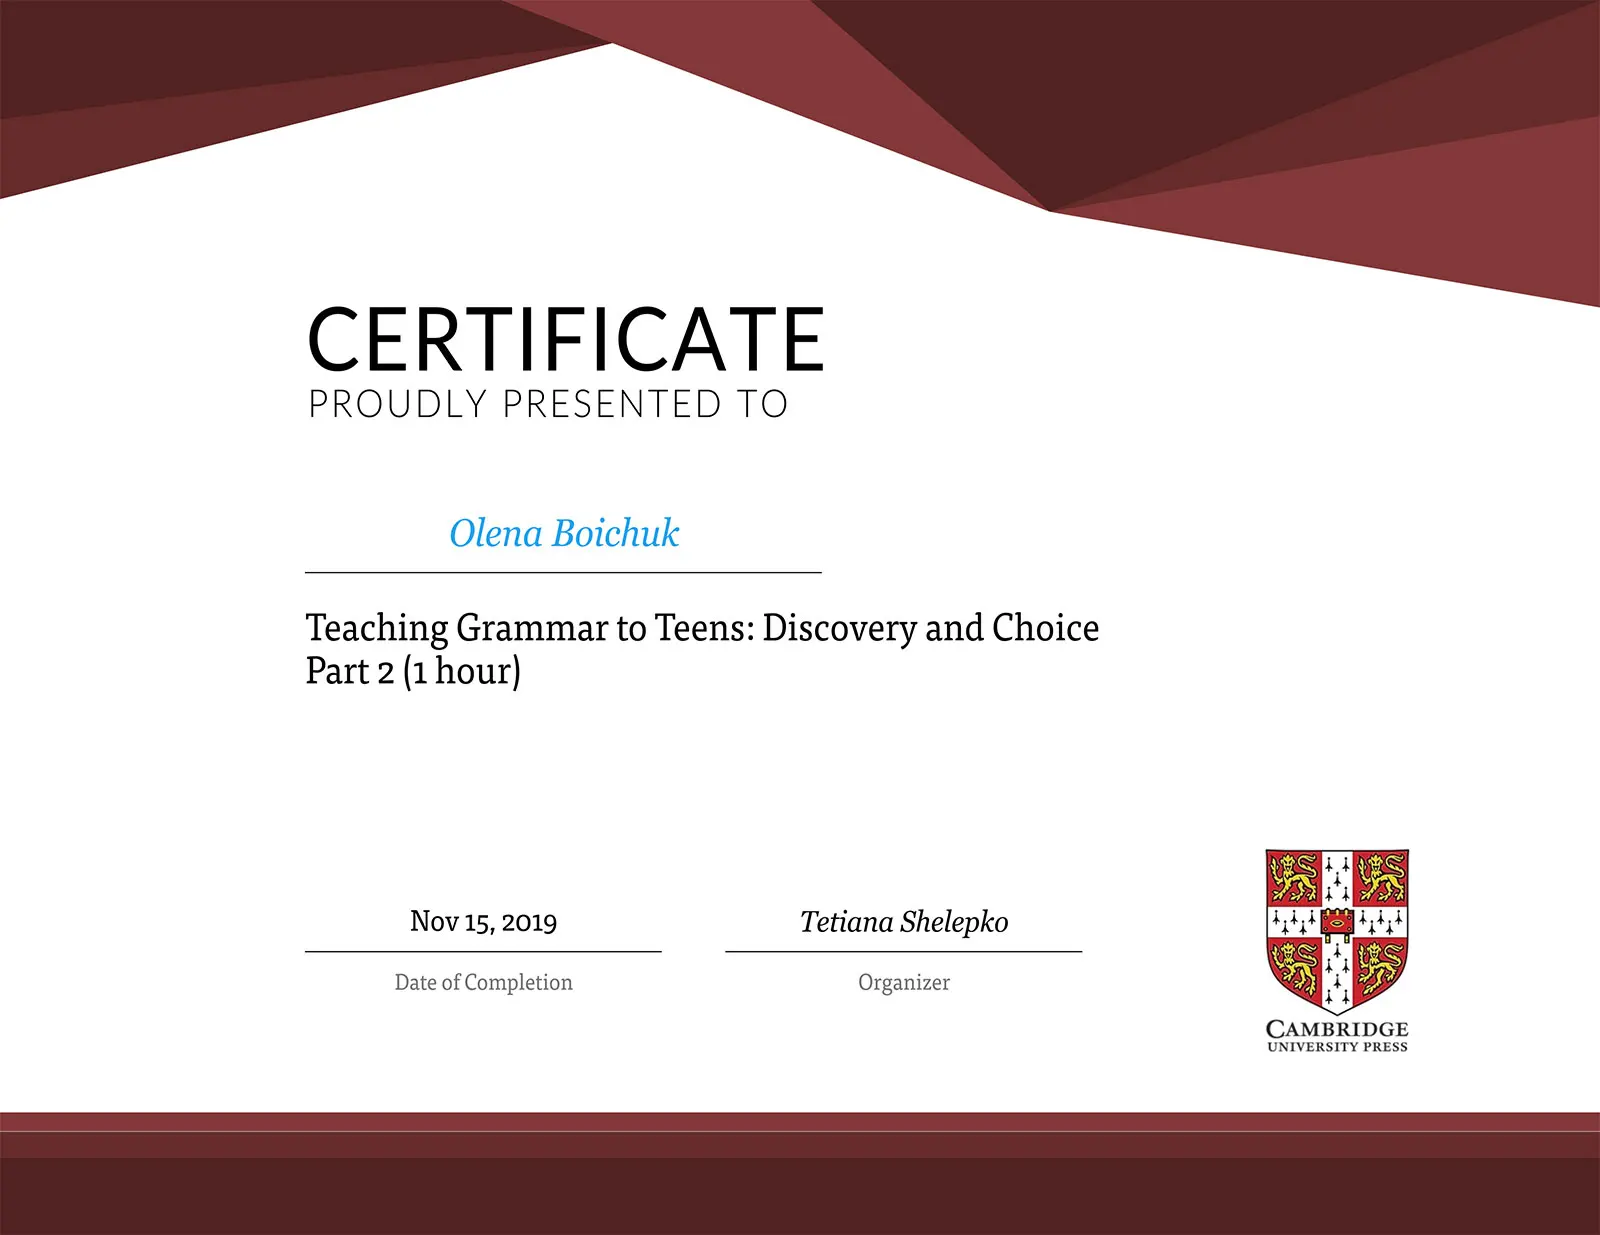 CERTIFICATE
PROUDLY PRESENTED TO
Olena Boichuk
Teaching Grammar to Teens: Discovery and Choice
Part 2 (1 hour)
Nov 15, 2019
Date of Completion
Tetiana Shelepko
Organizer
CAMBRIDGE
UNIVERSITY PRESS